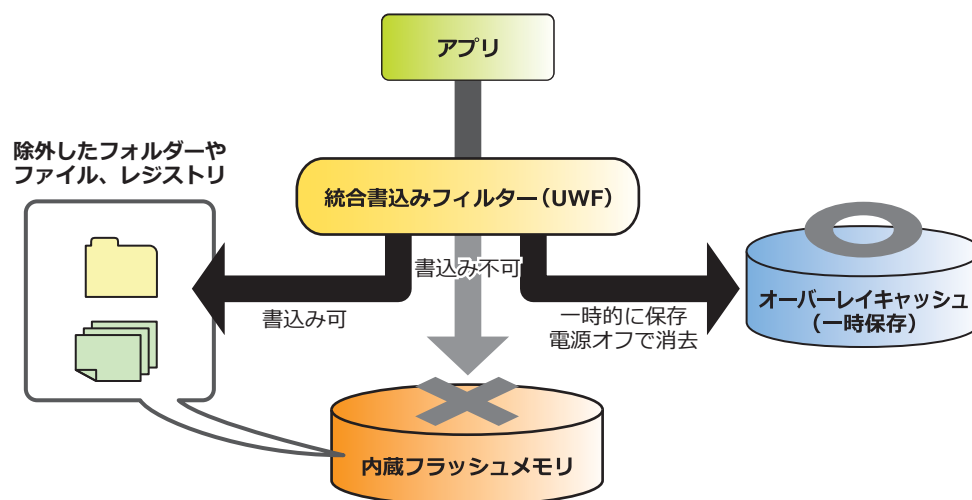 アプリ
除外したフォルダーや
ファイル、レジストリ
統合書込みフィルター（UWF）
書込み不可
書込み可
一時的に保存
電源オフで消去
オーバーレイキャッシュ
（一時保存）
内蔵フラッシュメモリ